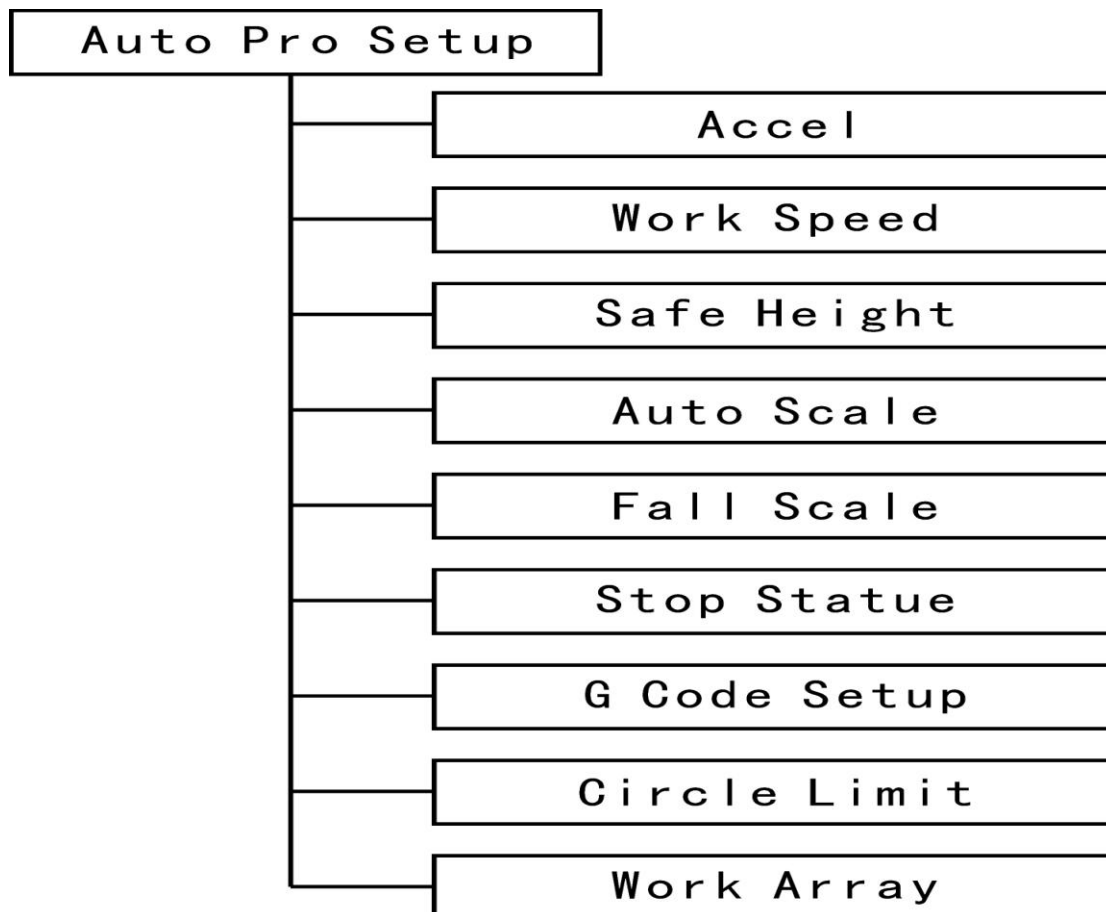 Auto Pro Setup
Accel
Work Speed
Safe Height
Auto Scale
Fall Scale
Stop Statue
G Code Setup
Circle Limit
Work Array